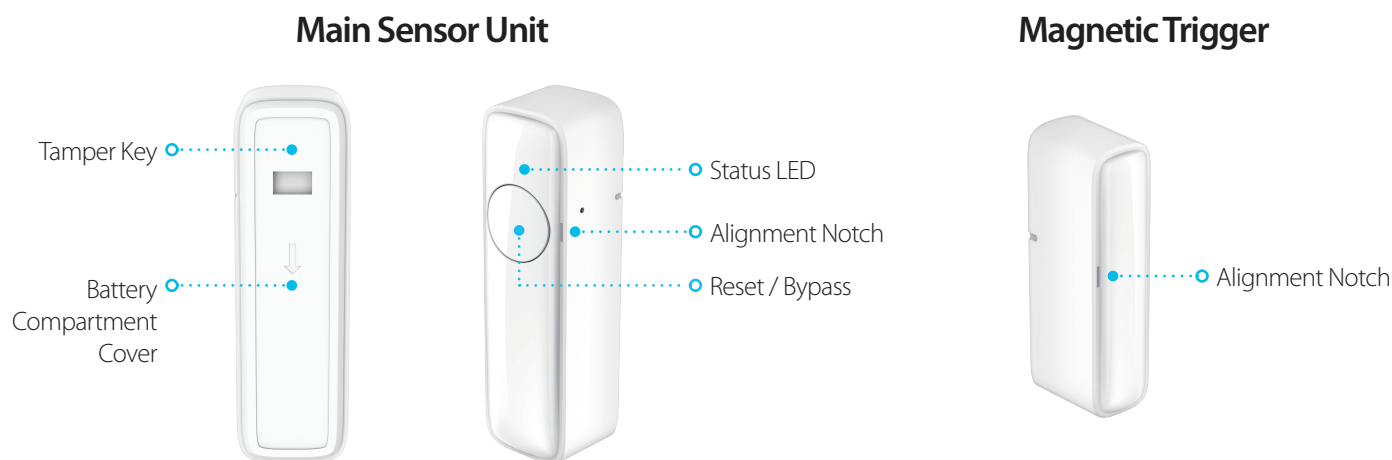 Main Sensor Unit
Magnetic Trigger
Tamper Key
Battery
Compartment
Cover
Status LED
Alignment Notch
Reset / Bypass
Alignment Notch